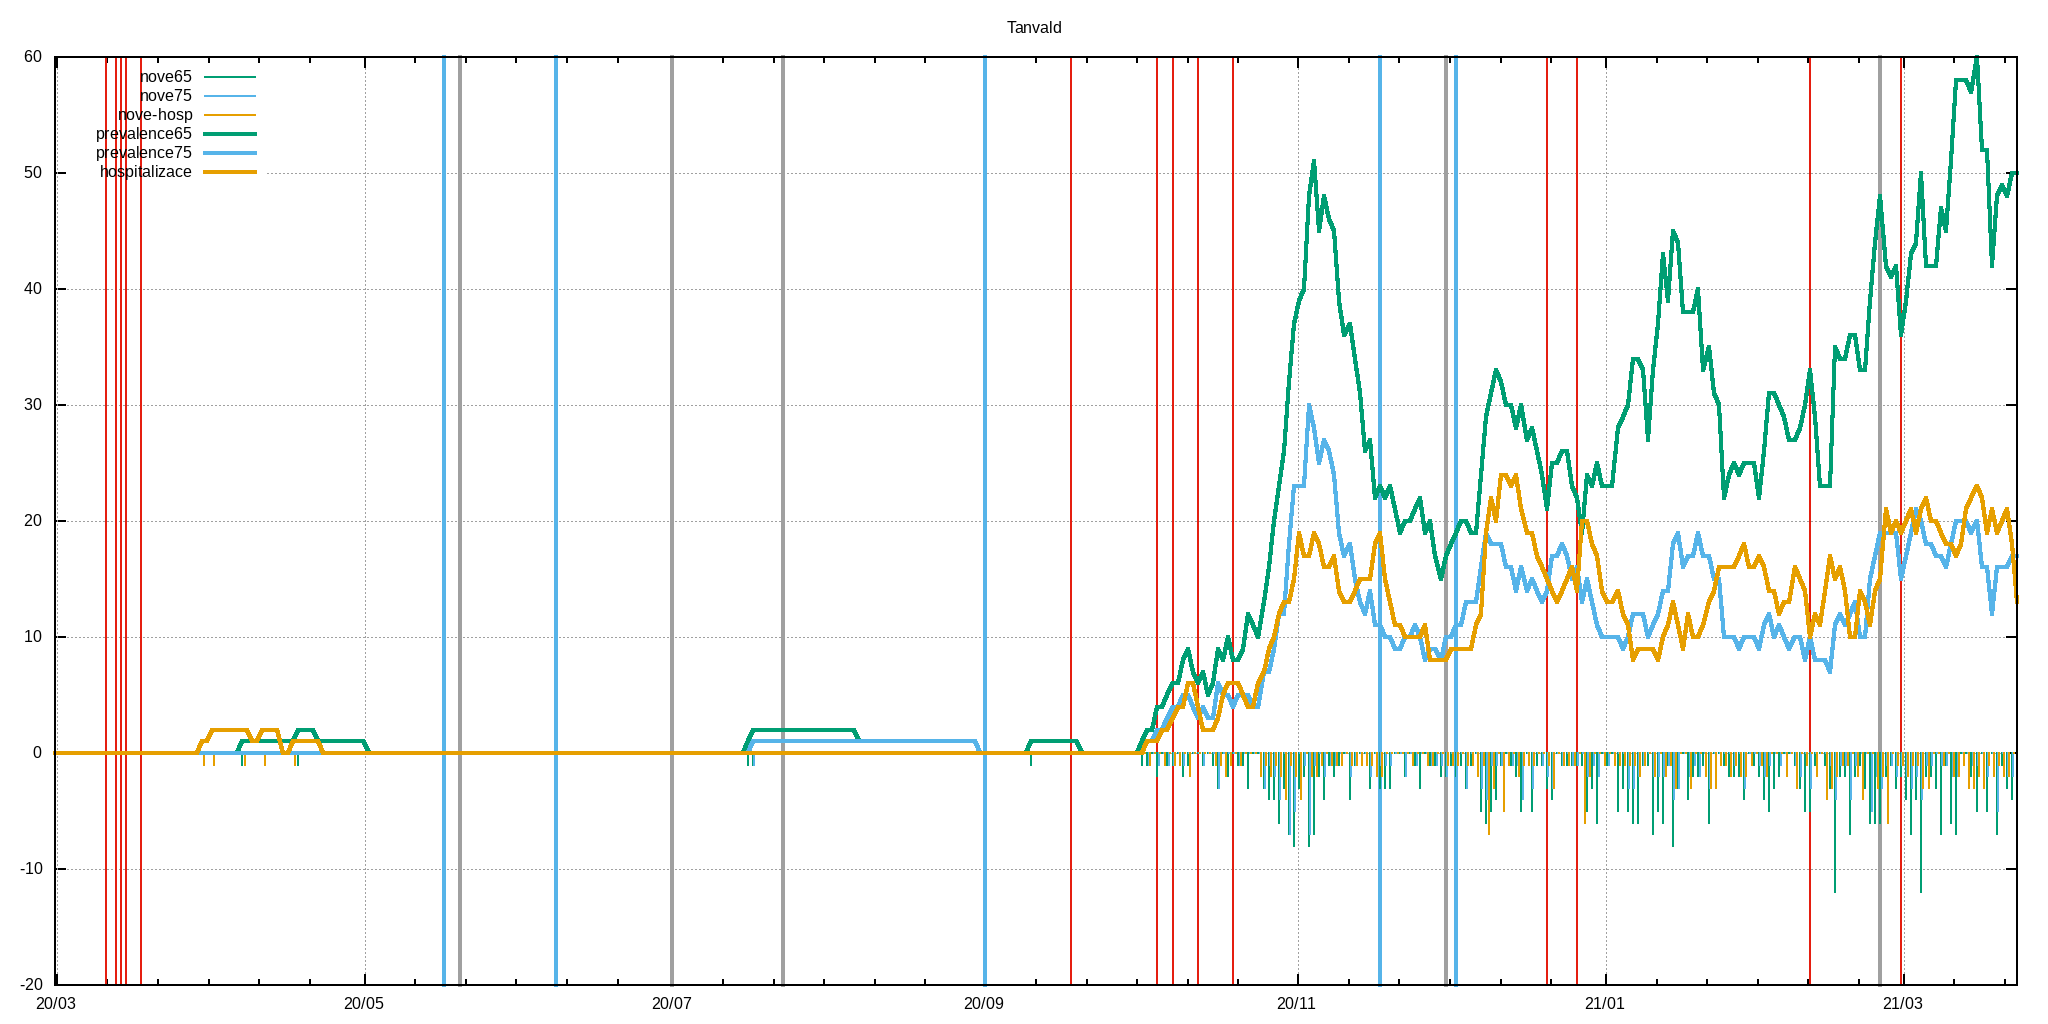 Tanvald
60
nove65
nove75
nove-hosp
prevalence65
prevalence75
hospitalizace
50
40
30
20
10
0
-10
-20
20/03 20/05 20/07 20/09 20/11 21/01 21/03